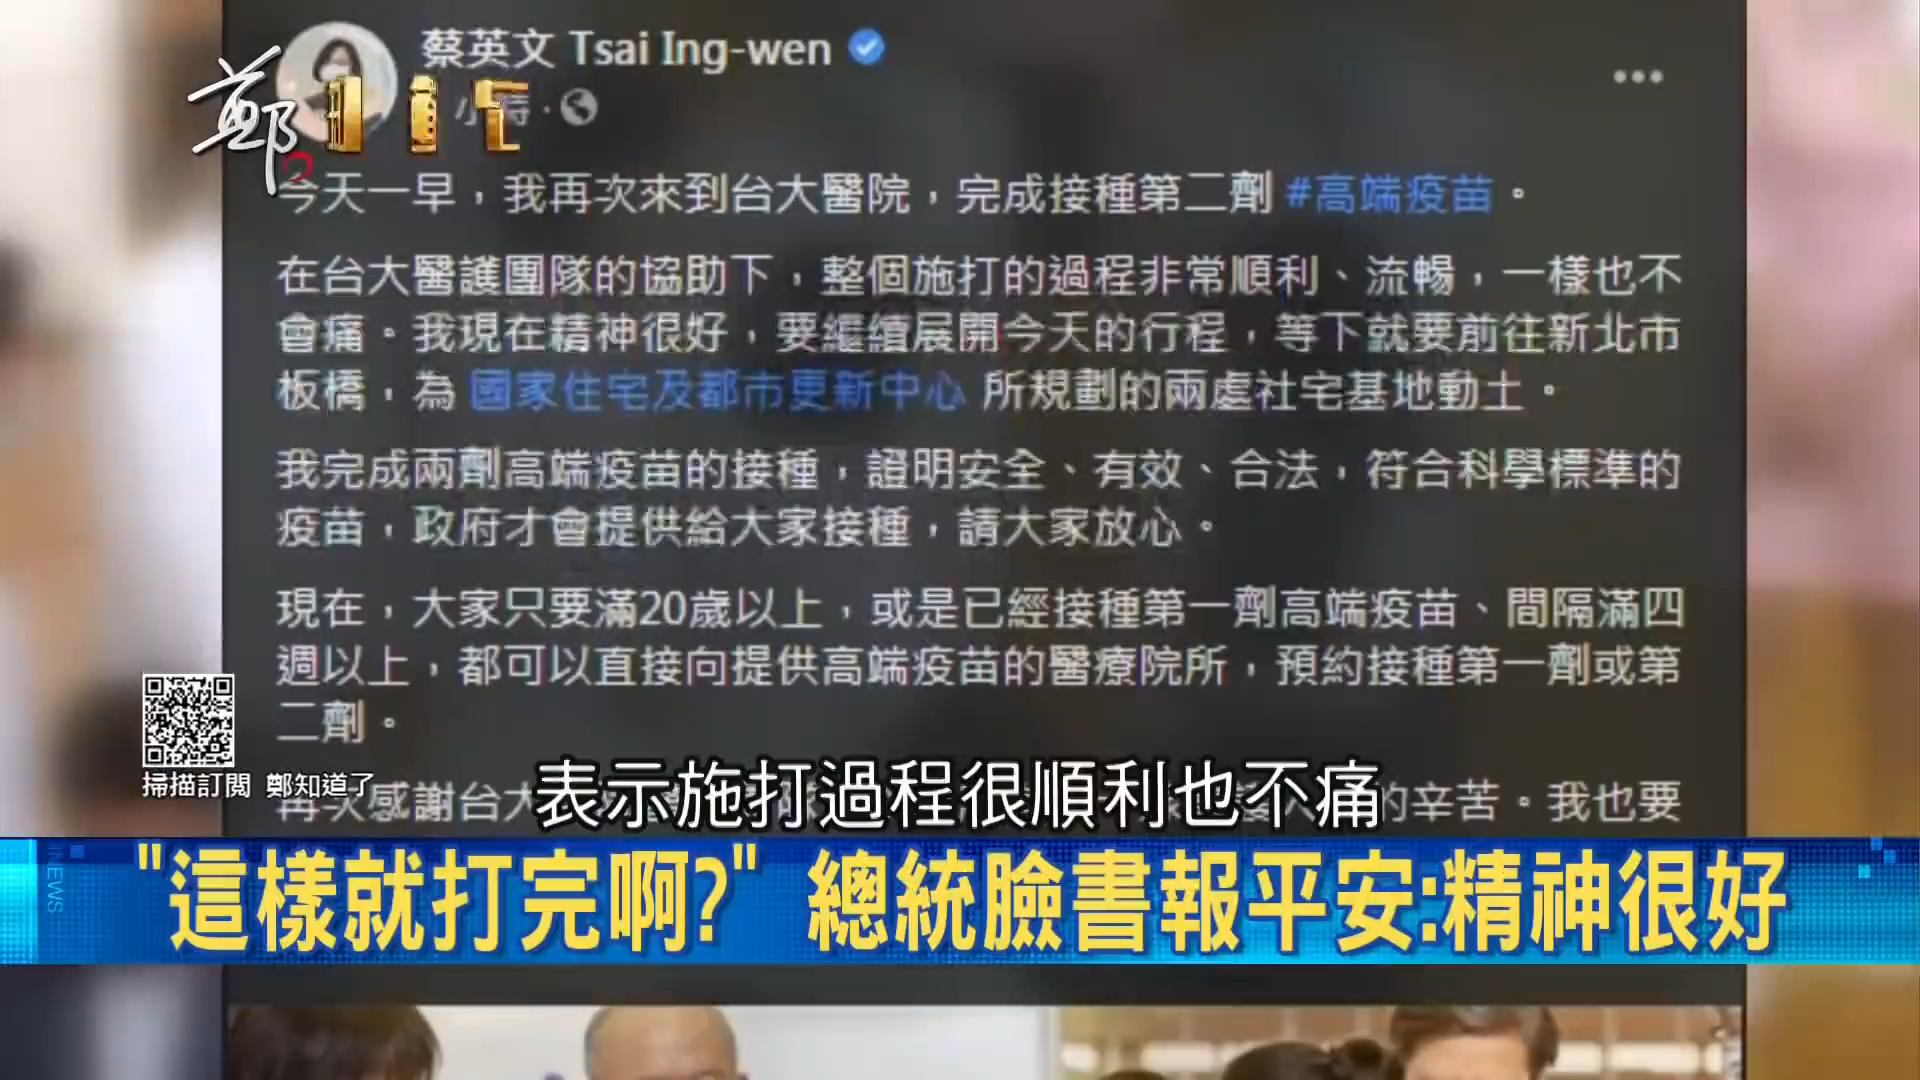 蔡英文 Tsai Ing-wen
鄭知道了
小時·
今天一早，我再次來到台大醫院，完成接種第二劑 #高端疫苗。
在台大醫護團隊的協助下，整個施打的過程非常順利、流暢，一樣也不
會痛。我現在精神很好，要繼續展開今天的行程，等下就要前往新北市
板橋，為 國家住宅及都市更新中心 所規劃的兩處社宅基地動土。
我完成兩劑高端疫苗的接種，證明安全、有效、合法，符合科學標準的
疫苗，政府才會提供給大家接種，請大家放心。
現在，大家只要滿20歲以上，或是已經接種第一劑高端疫苗、間隔滿四
週以上，都可以直接向提供高端疫苗的醫療院所，預約接種第一劑或第
二劑。
掃描訂閱 鄭知道了
再次感謝台大 的辛苦。我也要
表示施打過程很順利也不痛
NEWS
"這樣就打完啊?" 總統臉書報平安:精神很好